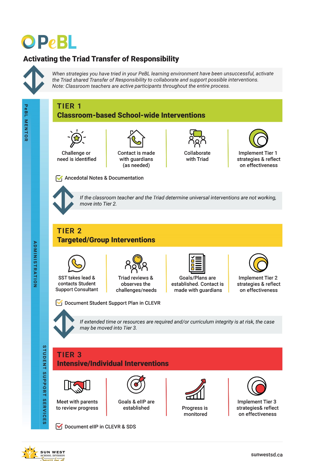 PeBL
Activating the Triad Transfer of Responsibility
When strategies you have tried in your PeBL learning environment have been unsuccessful, activate
the Triad shared Transfer of Responsibility to collaborate and support possible interventions.
Note: Classroom teachers are active participants throughout the entire process.
PeBL MENTOR
ADMINISTRATION
STUDENT SUPPORT SERVICES
TIER 1
Classroom-based School-wide Interventions
Challenge or
need is identified
Contact is made
with guardians
(as needed)
Collaborate
with Triad
Implement Tier 1
strategies & reflect
on effectiveness
Anecdotal Notes & Documentation
If the classroom teacher and the Triad determine universal interventions are not working,
move into Tier 2.
TIER 2
Targeted/Group Interventions
SST takes lead &
contacts Student
Support Consultant
Triad reviews &
observes the
challenges/needs
Goals/Plans are
established. Contact is
made with guardians
Implement Tier 2
strategies & reflect
on effectiveness
Document Student Support Plan in CLEVR
If extended time or resources are required and/or curriculum integrity is at risk, the case
may be moved into Tier 3.
TIER 3
Intensive/Individual Interventions
Meet with parents
to review progress
Goals & eIIP are
established
Progress is
monitored
Implement Tier 3
strategies& reflect
on effectiveness
Document eIIP in CLEVR & SDS
SUN WEST
sunwestsd.ca